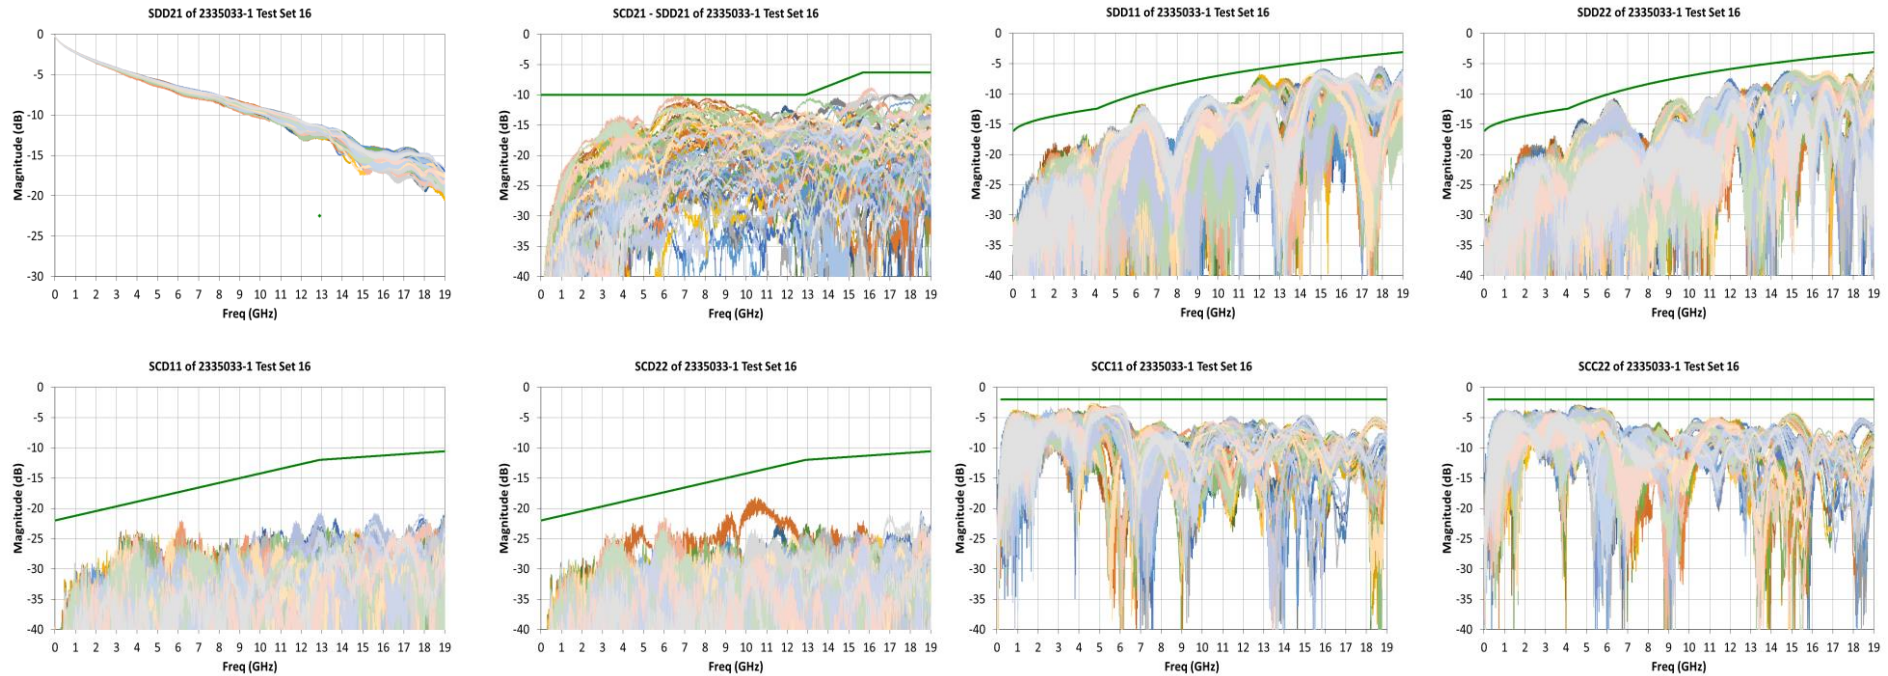 SDD21 of 2335033-1 Test Set 16
0
-5
-10
-15
-20
-25
-30
Magnitude (dB)
0 1 2 3 4 5 6 7 8 9 10 11 12 13 14 15 16 17 18 19
Freq (GHz)
SCD21 - SDD21 of 2335033-1 Test Set 16
0
-5
-10
-15
-20
-25
-30
-35
-40
Magnitude (dB)
0 1 2 3 4 5 6 7 8 9 10 11 12 13 14 15 16 17 18 19
Freq (GHz)
SDD11 of 2335033-1 Test Set 16
0
-5
-10
-15
-20
-25
-30
-35
-40
Magnitude (dB)
0 1 2 3 4 5 6 7 8 9 10 11 12 13 14 15 16 17 18 19
Freq (GHz)
SDD22 of 2335033-1 Test Set 16
0
-5
-10
-15
-20
-25
-30
-35
-40
Magnitude (dB)
0 1 2 3 4 5 6 7 8 9 10 11 12 13 14 15 16 17 18 19
Freq (GHz)
SCD11 of 2335033-1 Test Set 16
0
-5
-10
-15
-20
-25
-30
-35
-40
Magnitude (dB)
0 1 2 3 4 5 6 7 8 9 10 11 12 13 14 15 16 17 18 19
Freq (GHz)
SCD22 of 2335033-1 Test Set 16
0
-5
-10
-15
-20
-25
-30
-35
-40
Magnitude (dB)
0 1 2 3 4 5 6 7 8 9 10 11 12 13 14 15 16 17 18 19
Freq (GHz)
SCC11 of 2335033-1 Test Set 16
0
-5
-10
-15
-20
-25
-30
-35
-40
Magnitude (dB)
0 1 2 3 4 5 6 7 8 9 10 11 12 13 14 15 16 17 18 19
Freq (GHz)
SCC22 of 2335033-1 Test Set 16
0
-5
-10
-15
-20
-25
-30
-35
-40
Magnitude (dB)
0 1 2 3 4 5 6 7 8 9 10 11 12 13 14 15 16 17 18 19
Freq (GHz)